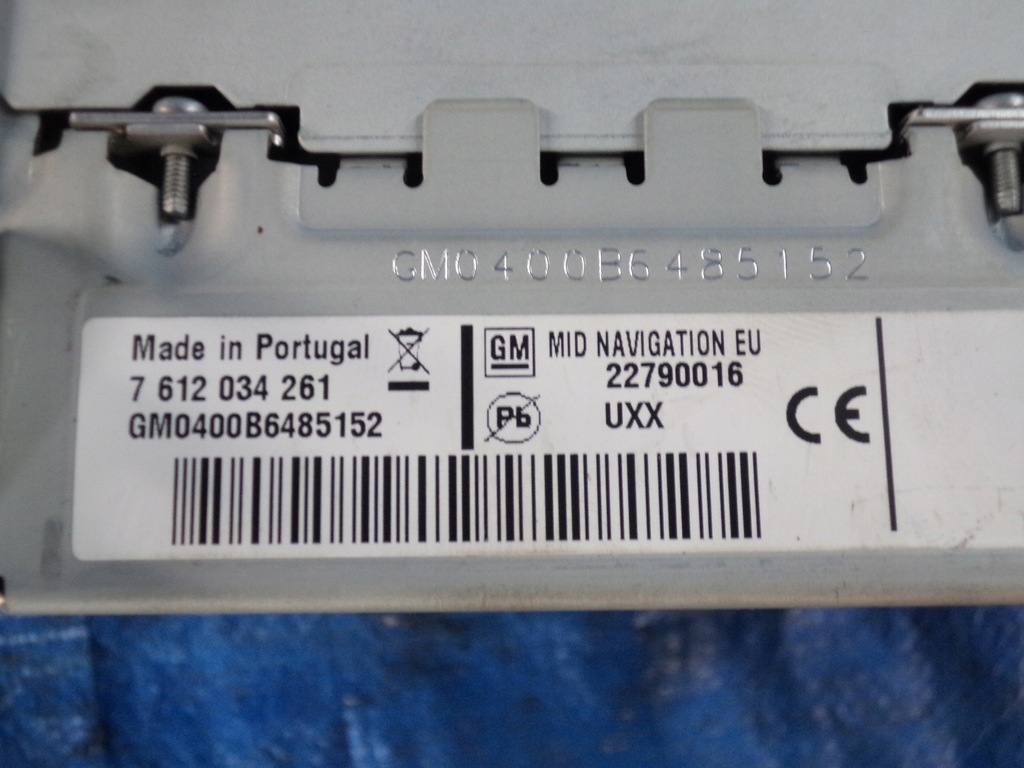 GM0400B6485152
Made in Portugal
7 612 034 261
GM0400B6485152
GM MID NAVIGATION EU
22790016
Pb UXX
CE